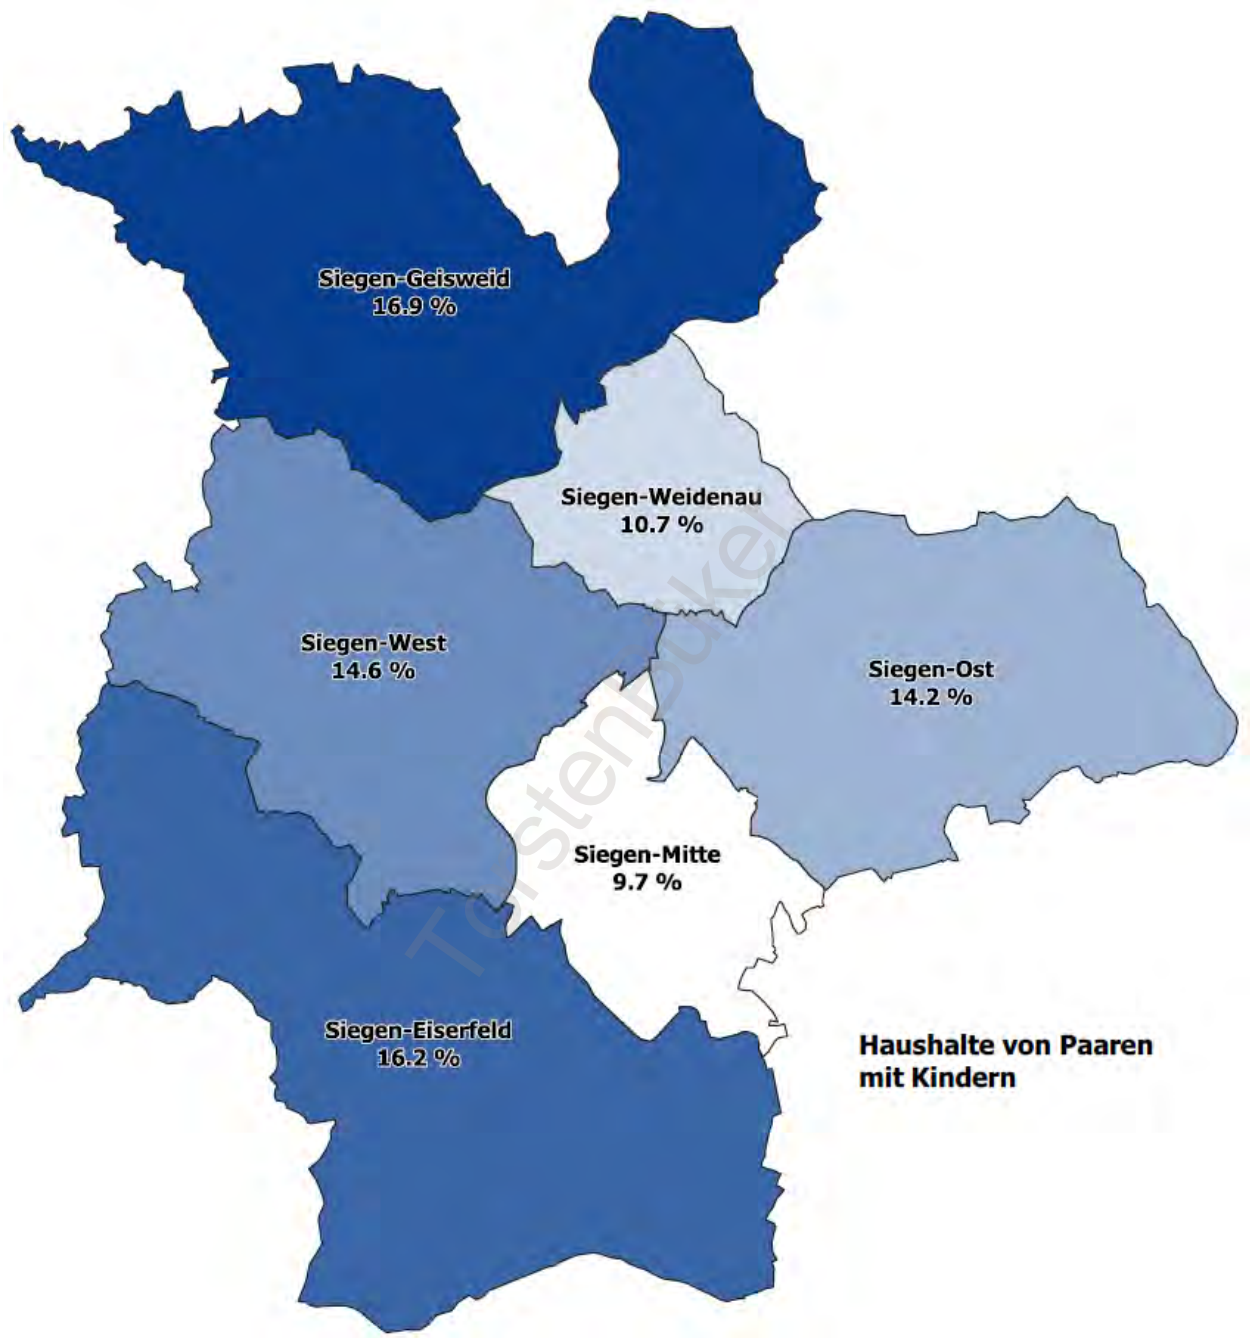 Siegen-Geisweid
16.9 %
Siegen-Weidenau
10.7 %
Siegen-West
14.6 %
Siegen-Ost
14.2 %
Siegen-Mitte
9.7 %
Siegen-Eiserfeld
16.2 %
Haushalte von Paaren
mit Kindern
TorstenBüker